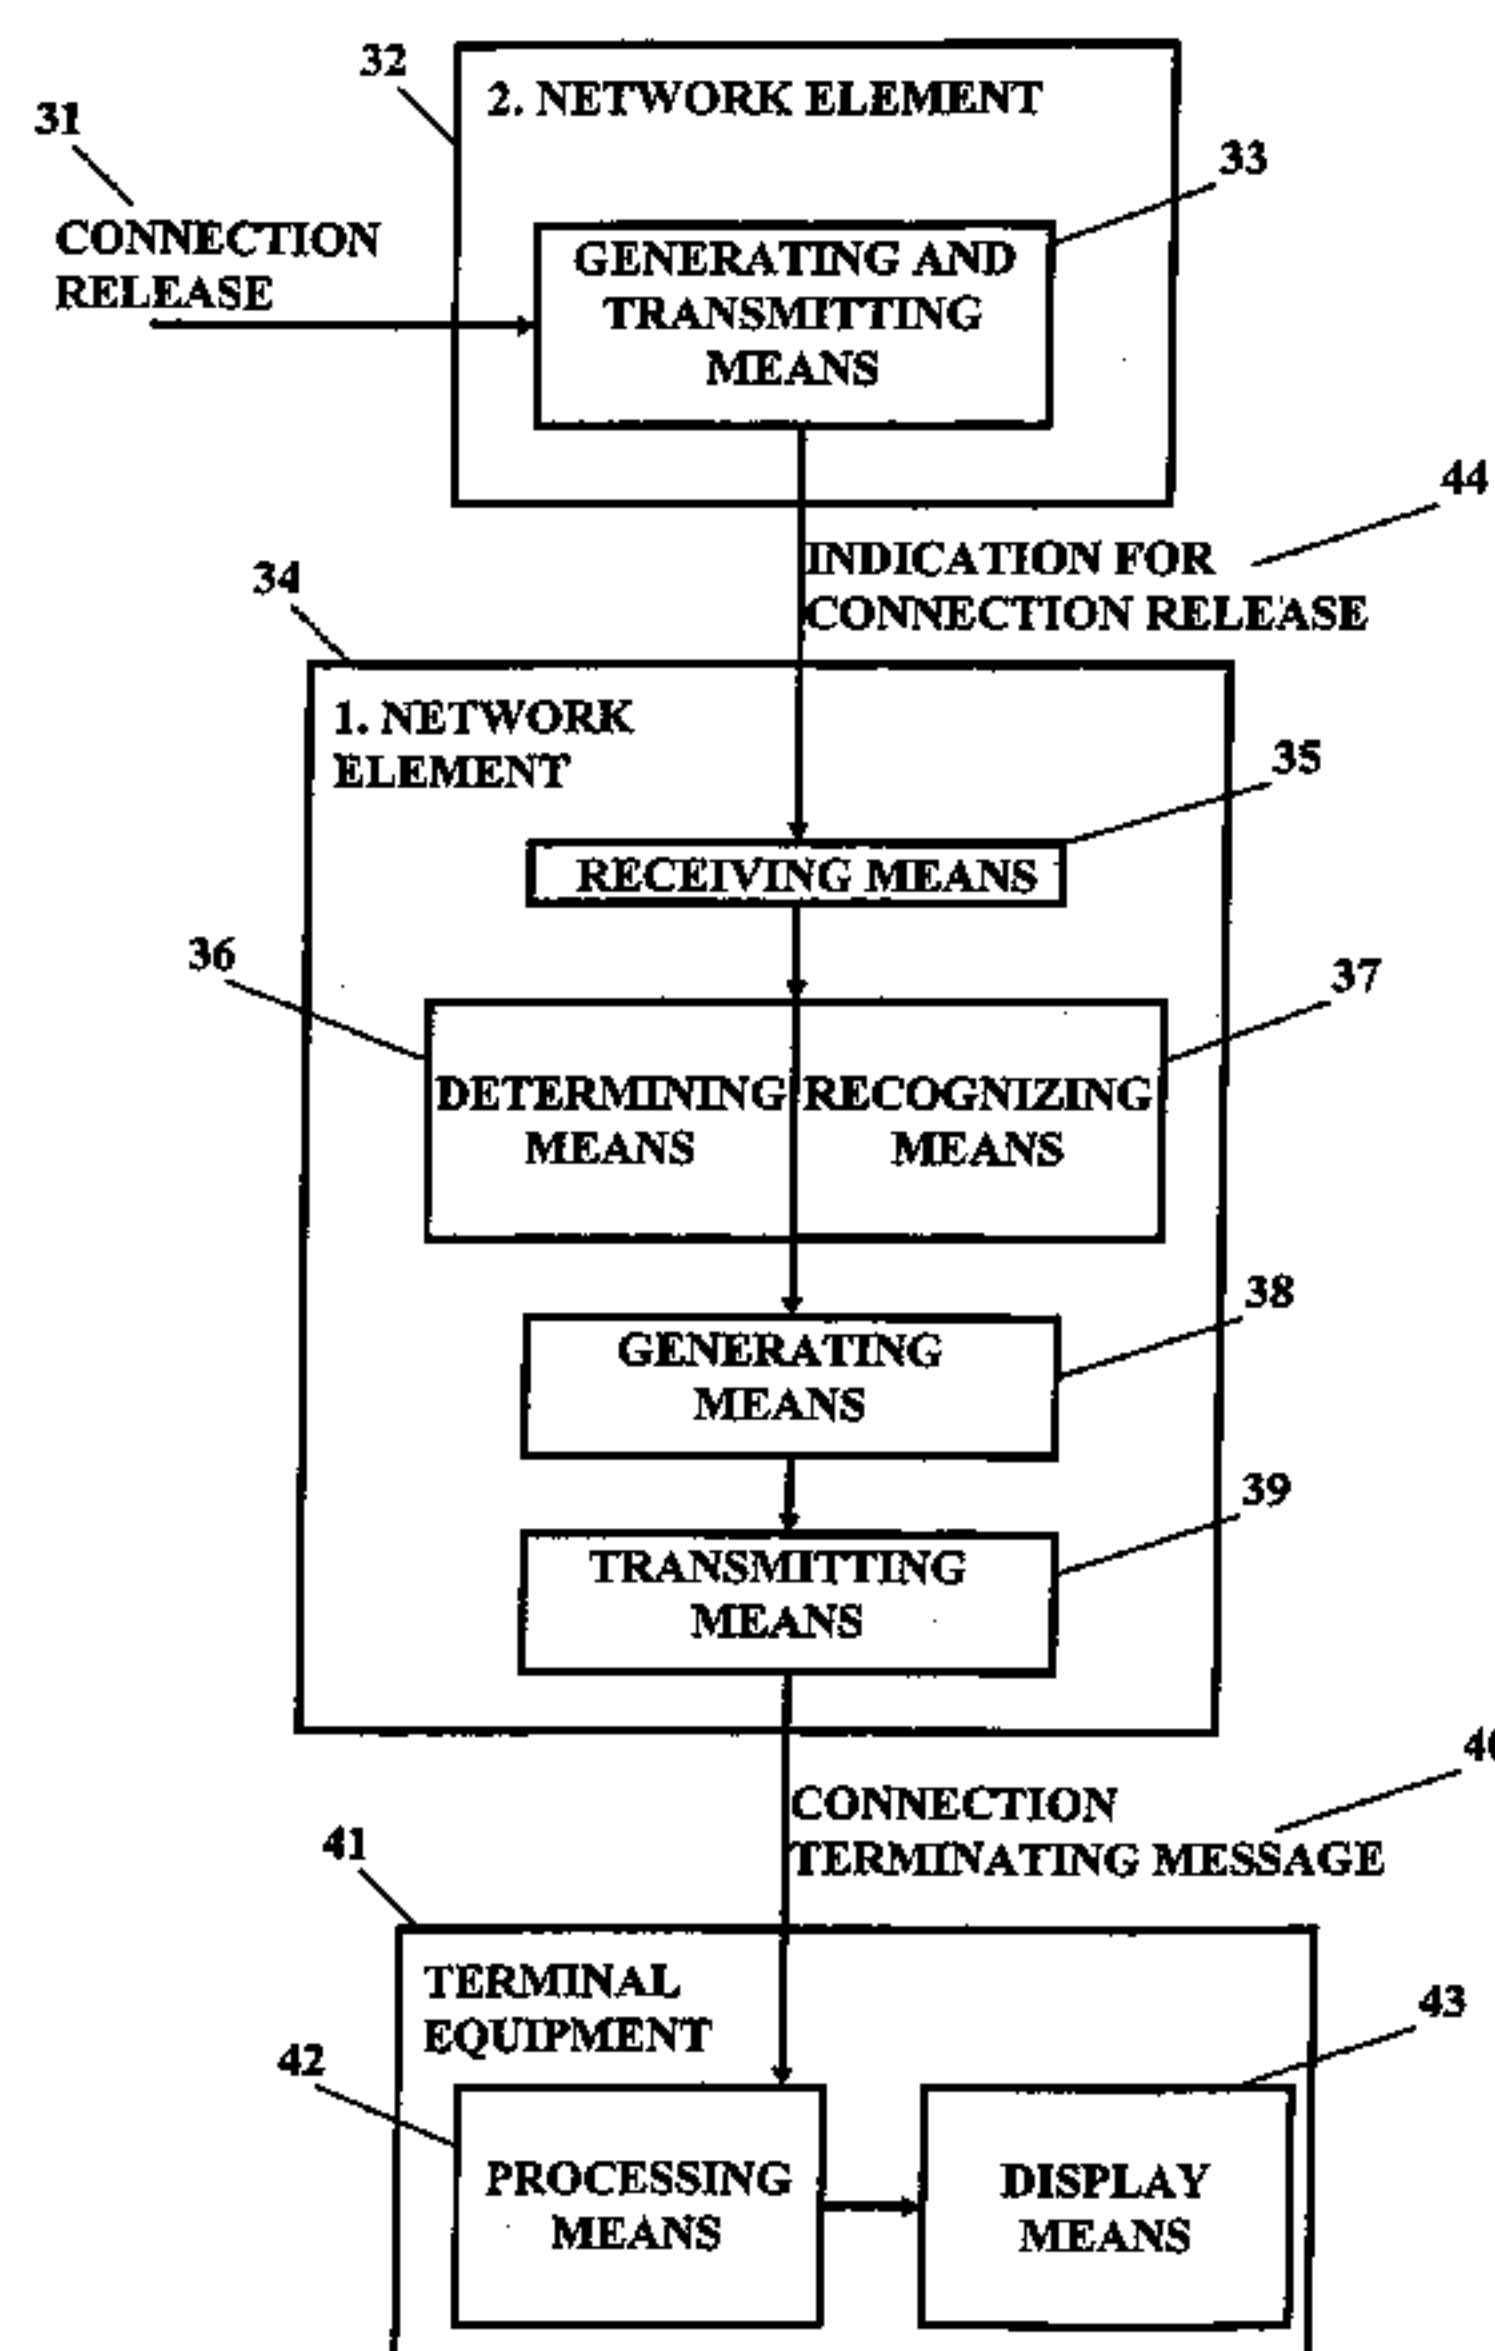 32
2. NETWORK ELEMENT
31
33
CONNECTION
RELEASE
GENERATING AND
TRANSMITTING
MEANS
44
INDICATION FOR
CONNECTION RELEASE
34
1. NETWORK
ELEMENT
35
RECEIVING MEANS
36
37
DETERMINING
MEANS
RECOGNIZING
MEANS
38
GENERATING
MEANS
39
TRANSMITTING
MEANS
CONNECTION
TERMINATING MESSAGE
41
TERMINAL
EQUIPMENT
43
42
PROCESSING
MEANS
DISPLAY
MEANS